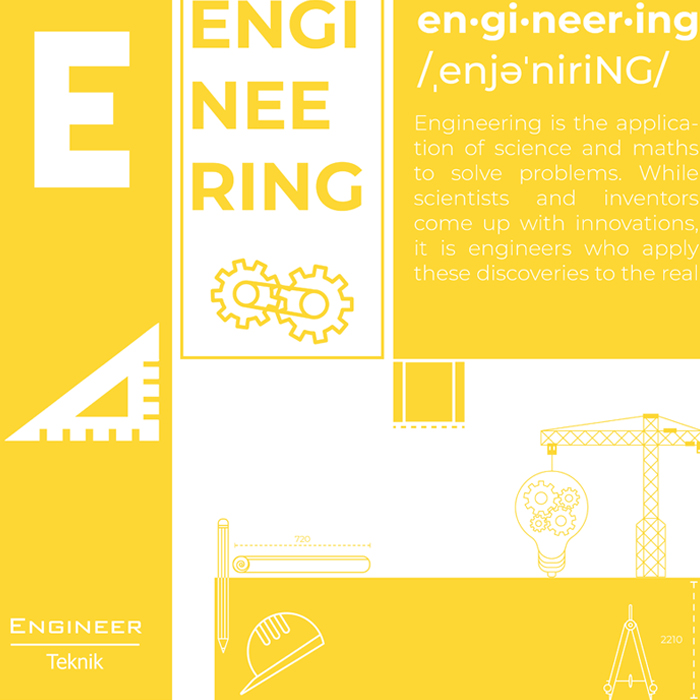 E
ENGI
NEE
RING
en·gi·neer·ing
/ˌenjəˈniriNG/
Engineering is the applica-
tion of science and maths
to solve problems. While
scientists and inventors
come up with innovations,
it is engineers who apply
these discoveries to the real
720
2210
ENGINEER
Teknik